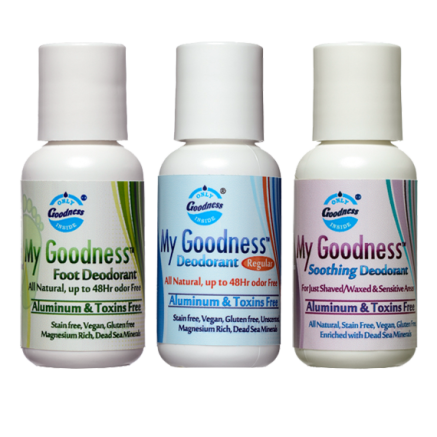 ONLY
Goodness
INSIDE
My Goodness™
Foot Deodorant
All Natural, up to 48Hr odor Free
Aluminum & Toxins Free
Stain free, Vegan, Gluten free
Magnesium Rich, Dead Sea Minerals
ONLY
Goodness
INSIDE
®
My Goodness™
Deodorant Regular
All Natural, up to 48Hr odor Free
Aluminum & Toxins Free
Stain free, Vegan, Gluten free, Unscented
Magnesium Rich, Dead Sea Minerals
ONLY
Goodness
INSIDE
My Goodness™
Soothing Deodorant
For Just Shaved/Waxed & Sensitive Areas
Aluminum & Toxins Free
All Natural, Stain Free, Vegan, Gluten Free
Enriched with Dead Sea Minerals